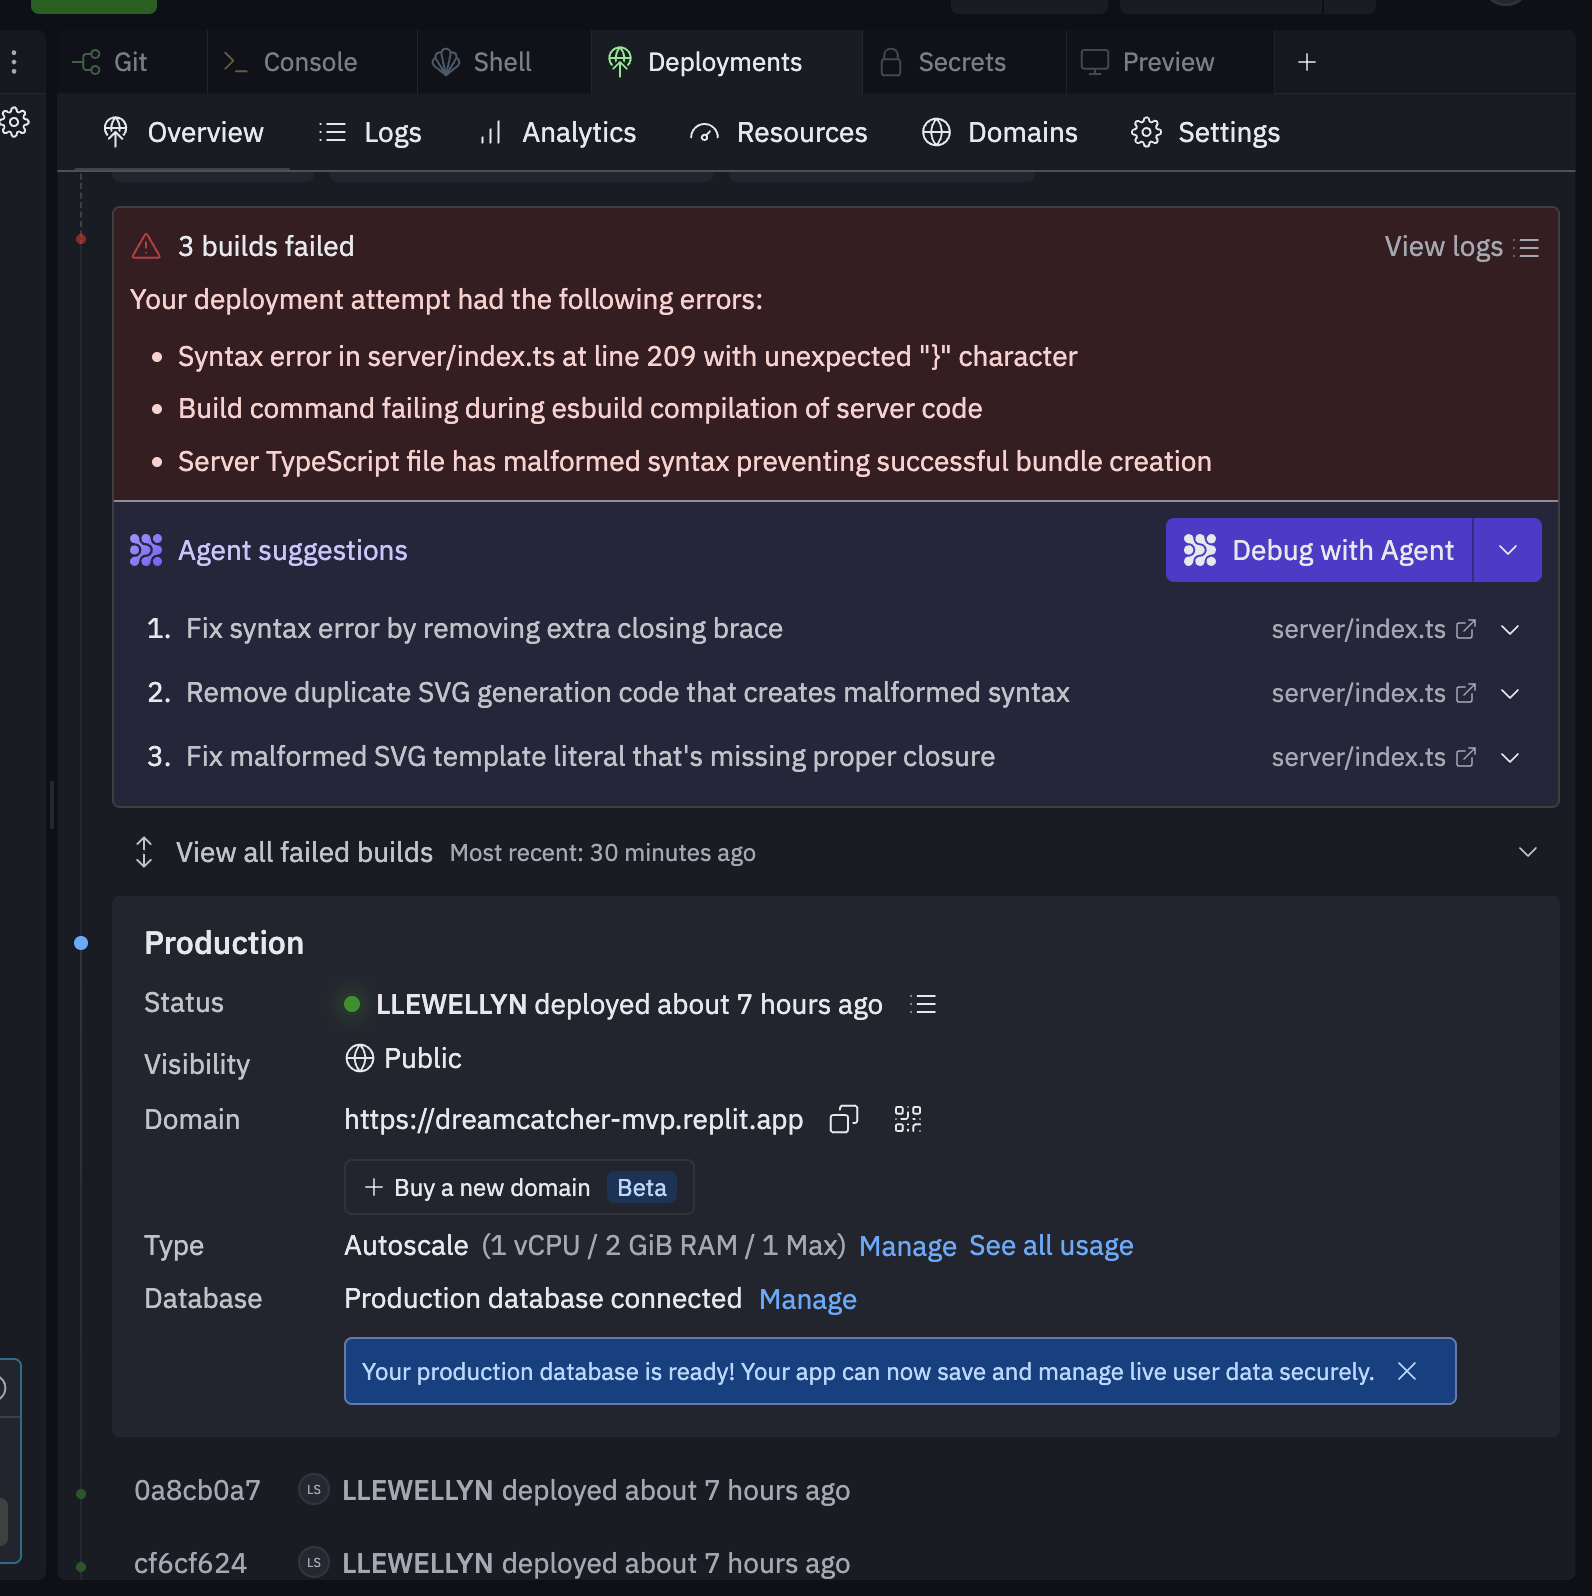 Git Console Shell Deployments Secrets Preview +
Overview Logs Analytics Resources Domains Settings
3 builds failed View logs
Your deployment attempt had the following errors:
• Syntax error in server/index.ts at line 209 with unexpected "}" character
• Build command failing during esbuild compilation of server code
• Server TypeScript file has malformed syntax preventing successful bundle creation
Agent suggestions Debug with Agent
1. Fix syntax error by removing extra closing brace server/index.ts
2. Remove duplicate SVG generation code that creates malformed syntax server/index.ts
3. Fix malformed SVG template literal that's missing proper closure server/index.ts
View all failed builds Most recent: 30 minutes ago
Production
Status LLEWELLYN deployed about 7 hours ago
Visibility Public
Domain https://dreamcatcher-mvp.replit.app
+ Buy a new domain Beta
Type Autoscale (1 vCPU / 2 GiB RAM / 1 Max) Manage See all usage
Database Production database connected Manage
Your production database is ready! Your app can now save and manage live user data securely.
0a8cb0a7 LS LLEWELLYN deployed about 7 hours ago
cf6cf624 LS LLEWELLYN deployed about 7 hours ago